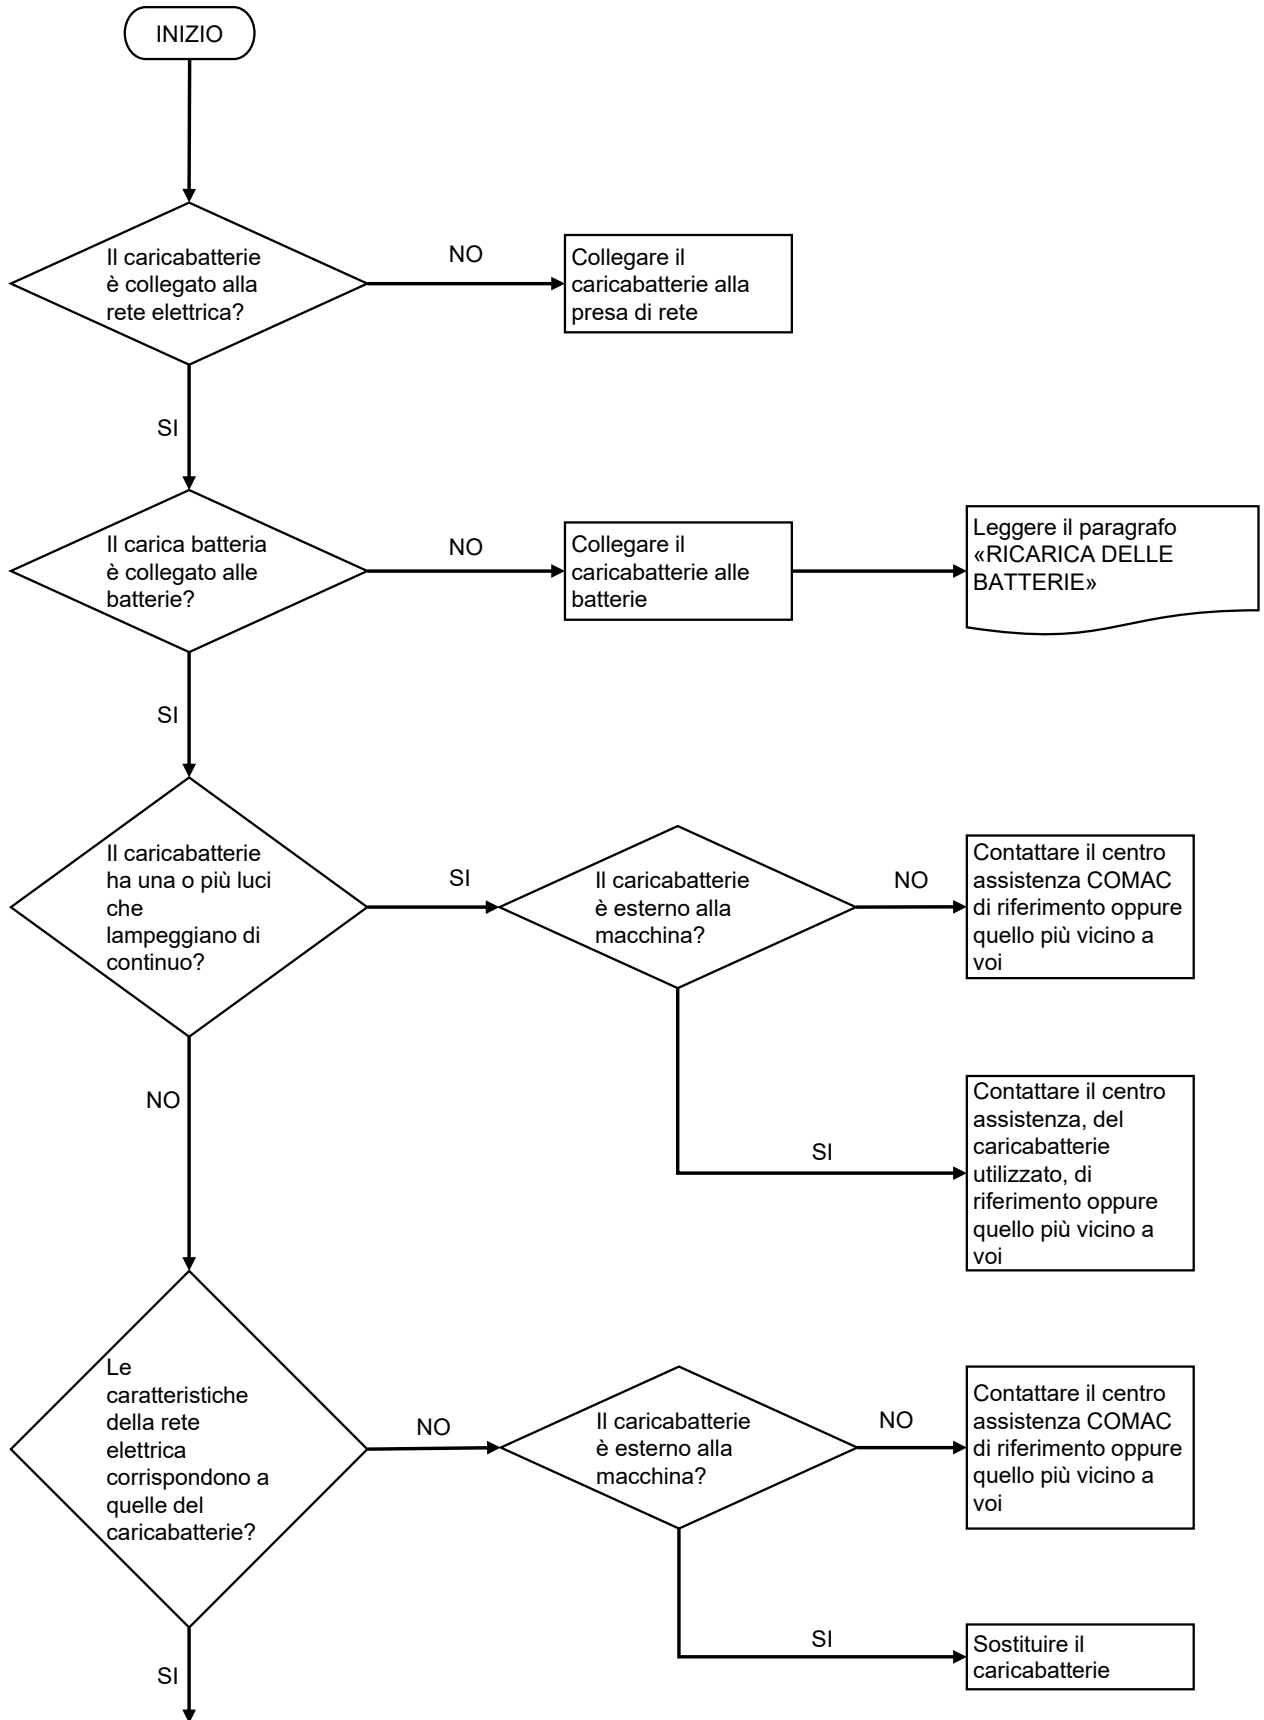 INIZIO
Il caricabatterie
è collegato alla
rete elettrica?
NO
Collegare il
caricabatterie alla
presa di rete
SI
Il carica batteria
è collegato alle
batterie?
NO
Collegare il
caricabatterie alle
batterie
Leggere il paragrafo
«RICARICA DELLE
BATTERIE»
SI
Il caricabatterie
ha una o più luci
che
lampeggiano di
continuo?
SI
Il caricabatterie
è esterno alla
macchina?
NO
Contattare il centro
assistenza COMAC
di riferimento oppure
quello più vicino a
voi
SI
Contattare il centro
assistenza, del
caricabatterie
utilizzato, di
riferimento oppure
quello più vicino a
voi
NO
Le
caratteristiche
della rete
elettrica
corrispondono a
quelle del
caricabatterie?
NO
Il caricabatterie
è esterno alla
macchina?
NO
Contattare il centro
assistenza COMAC
di riferimento oppure
quello più vicino a
voi
SI
Sostituire il
caricabatterie
SI